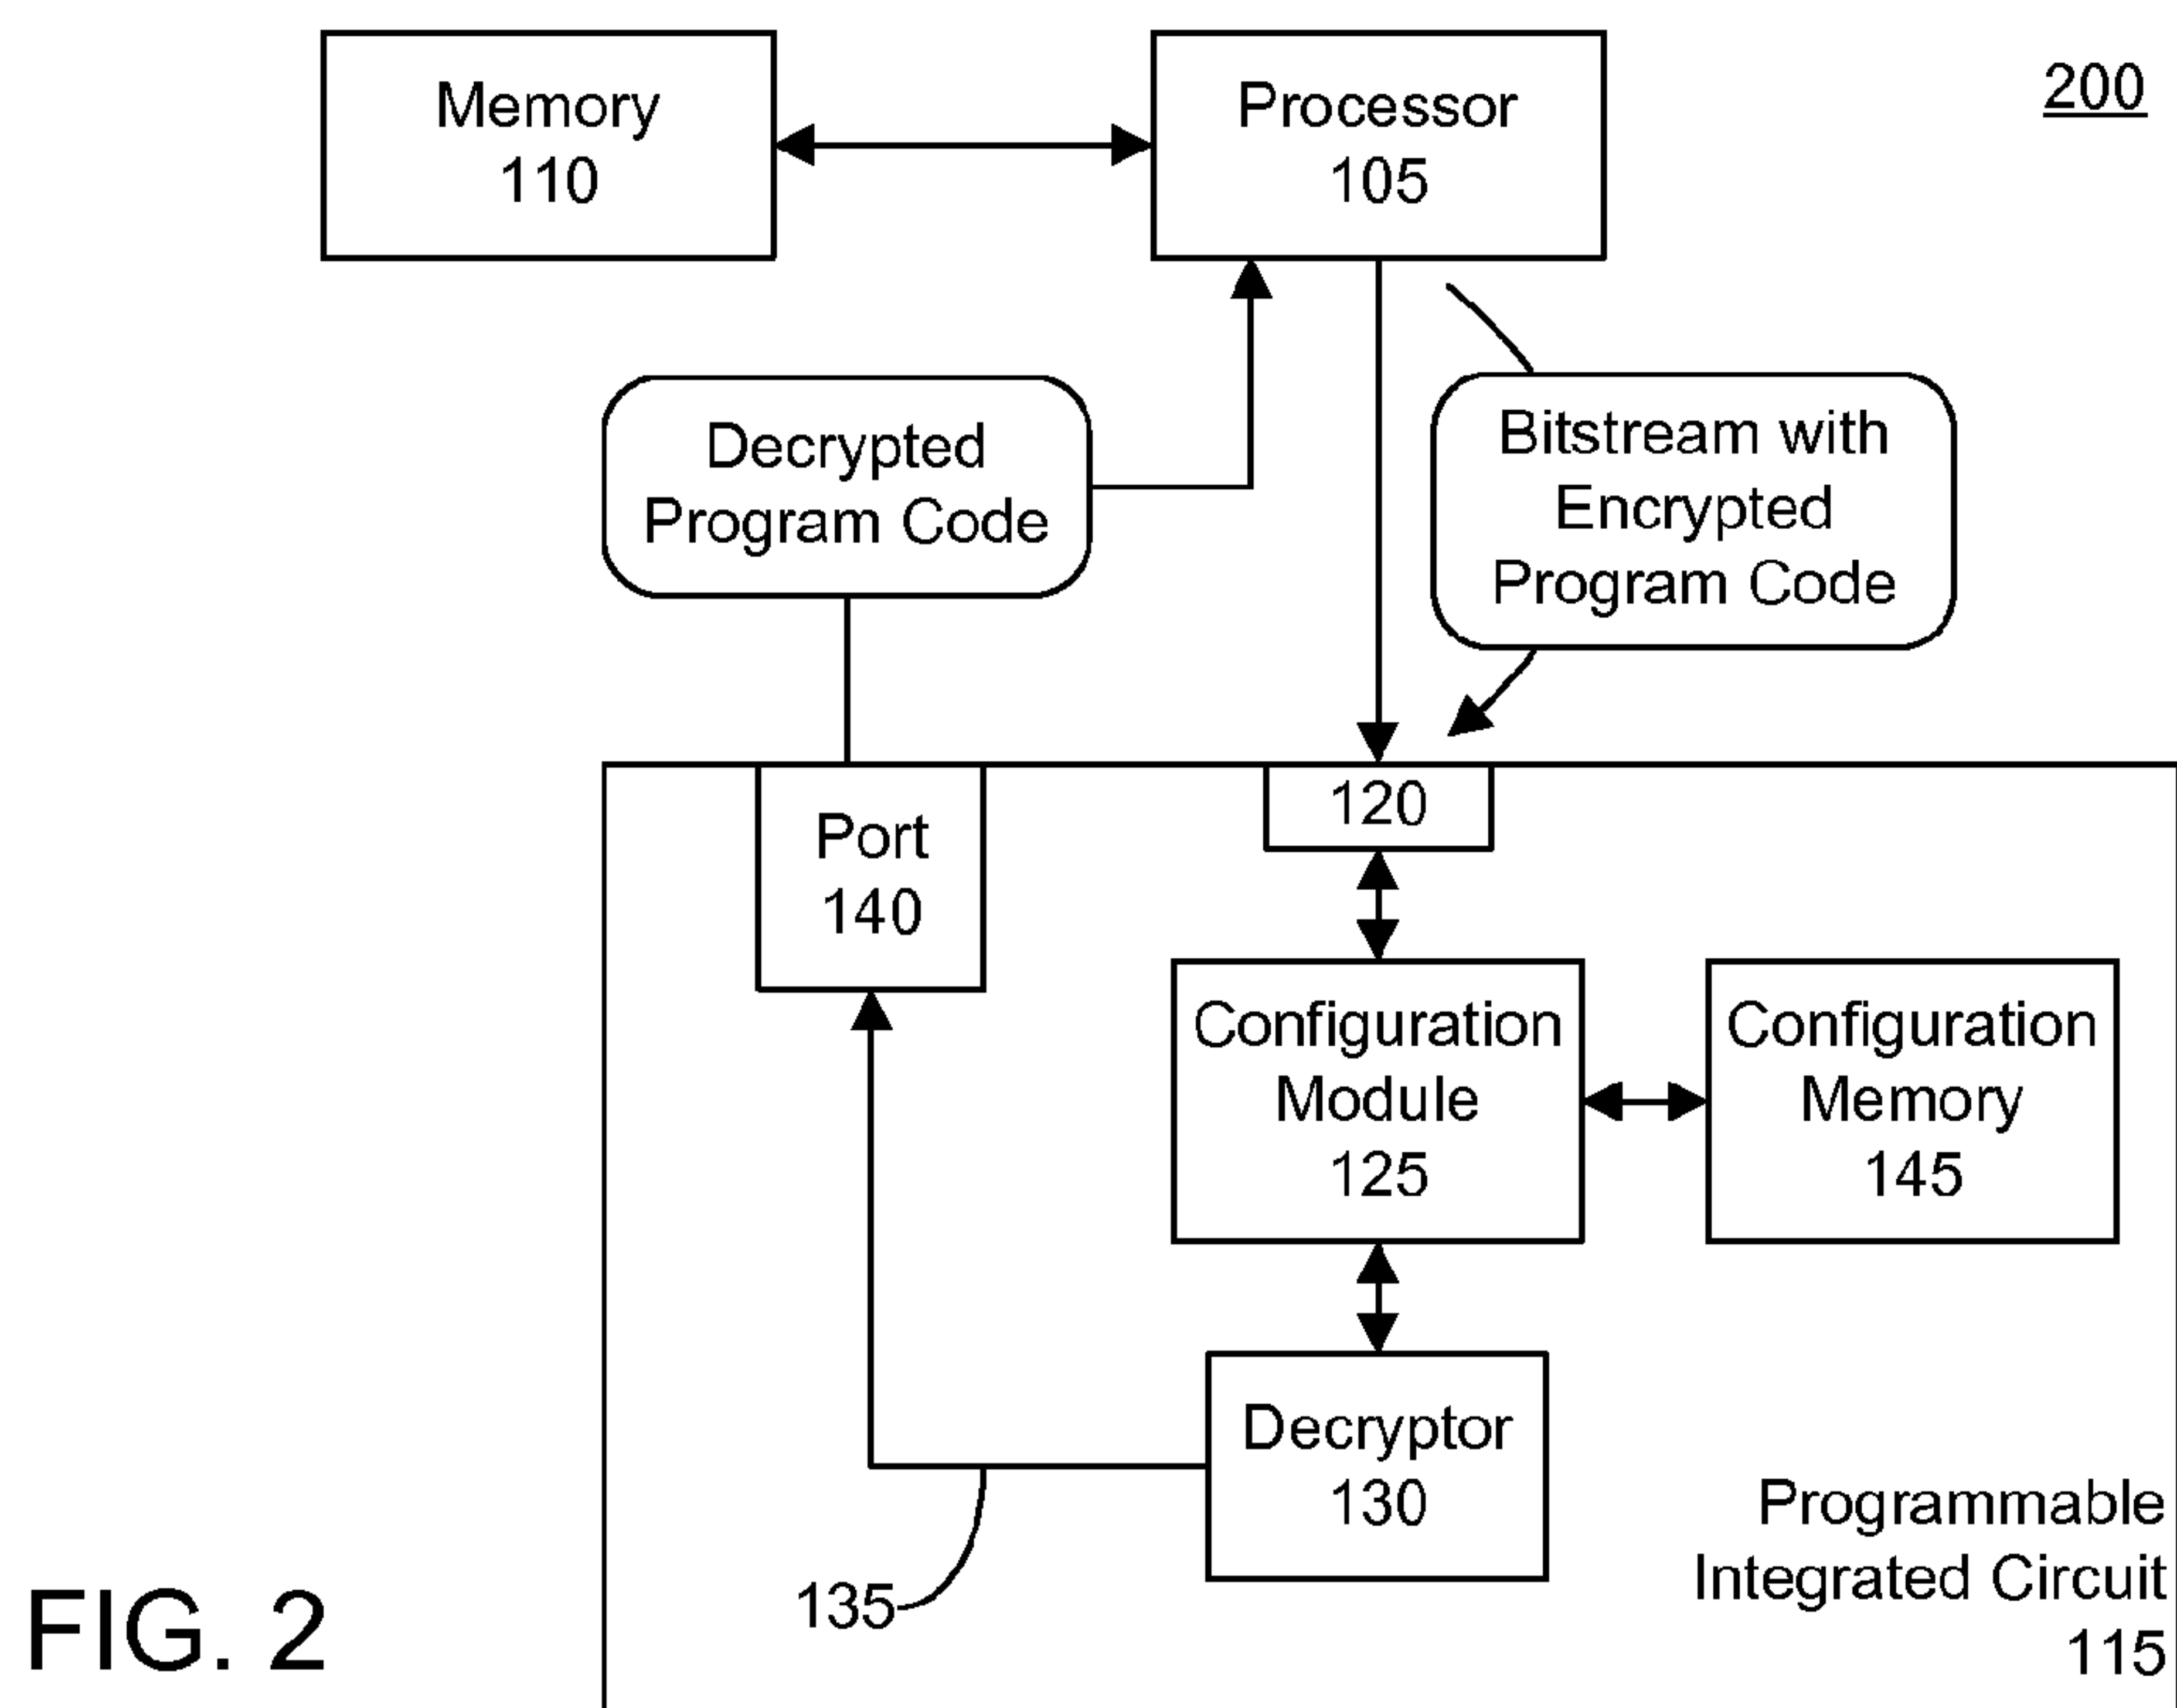 Memory
110
Processor
105
200
Decrypted
Program Code
Bitstream with
Encrypted
Program Code
Port
140
120
Configuration
Module
125
Configuration
Memory
145
Decryptor
130
135
Programmable
Integrated Circuit
115
FIG. 2